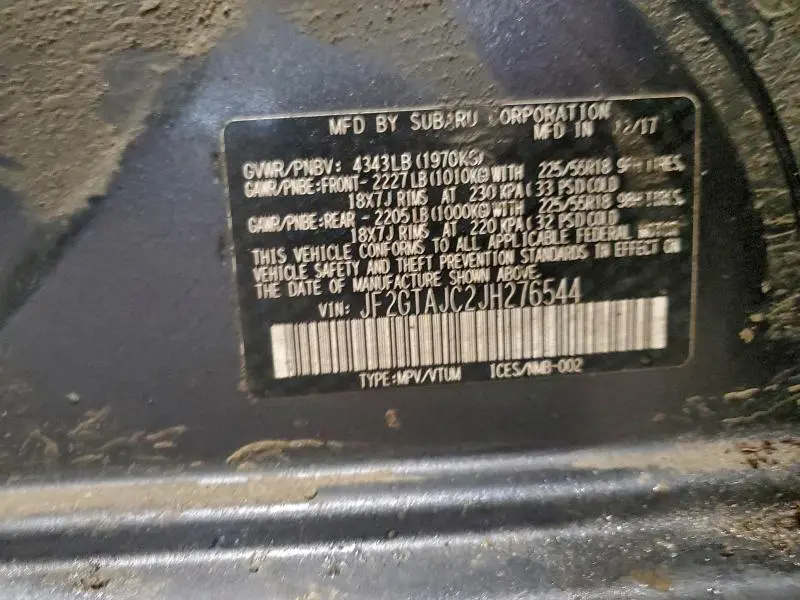 MFD BY SUBARU CORPORATION
MFD IN 12/17
GVWR/PNBV: 4343LB(1970KG)
GAWR/PNBE:FRONT-2227LB(1010KG)WITH 225/55R18 TIRES.
18X7J RIMS AT 230 KPA(33 PSI)COLD
GAWR/PNBE:REAR -2205LB(1000KG)WITH 225/55R18 98H TIRES.
18X7J RIMS AT 220 KPA(32 PSI)COLD
THIS VEHICLE CONFORMS TO ALL APPLICABLE FEDERAL MOTOR
VEHICLE SAFETY AND THEFT PREVENTION STANDARDS IN EFFECT ON
THE DATE OF MANUFACTURE SHOWN ABOVE.
VIN: JF2GTAJC2JH276544
TYPE:MPV/VTUM ICES/NMB-002